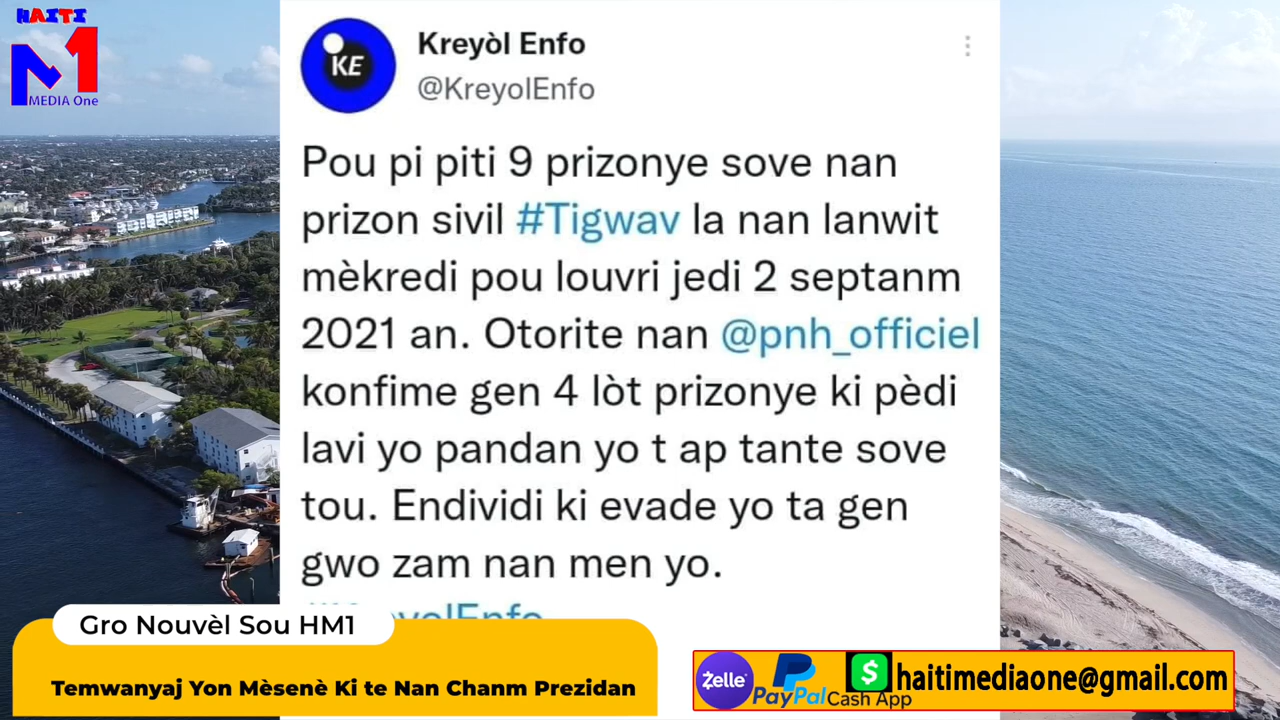 HAITI
M1
MEDIA One
KE
Kreyòl Enfo
@KreyolEnfo
Pou pi piti 9 prizonye sove nan
prizon sivil #Tigwav la nan lanwit
mèkredi pou louvri jedi 2 septanm
2021 an. Otorite nan @pnh_officiel
konfime gen 4 lòt prizonye ki pèdi
lavi yo pandan yo t ap tante sove
tou. Endividi ki evade yo ta gen
gwo zam nan men yo.
Gro Nouvèl Sou HM1
Temwanyaj Yon Mèsenè Ki te Nan Chanm Prezidan
Zelle
PayPal
$
Cash App
haitimediaone@gmail.com